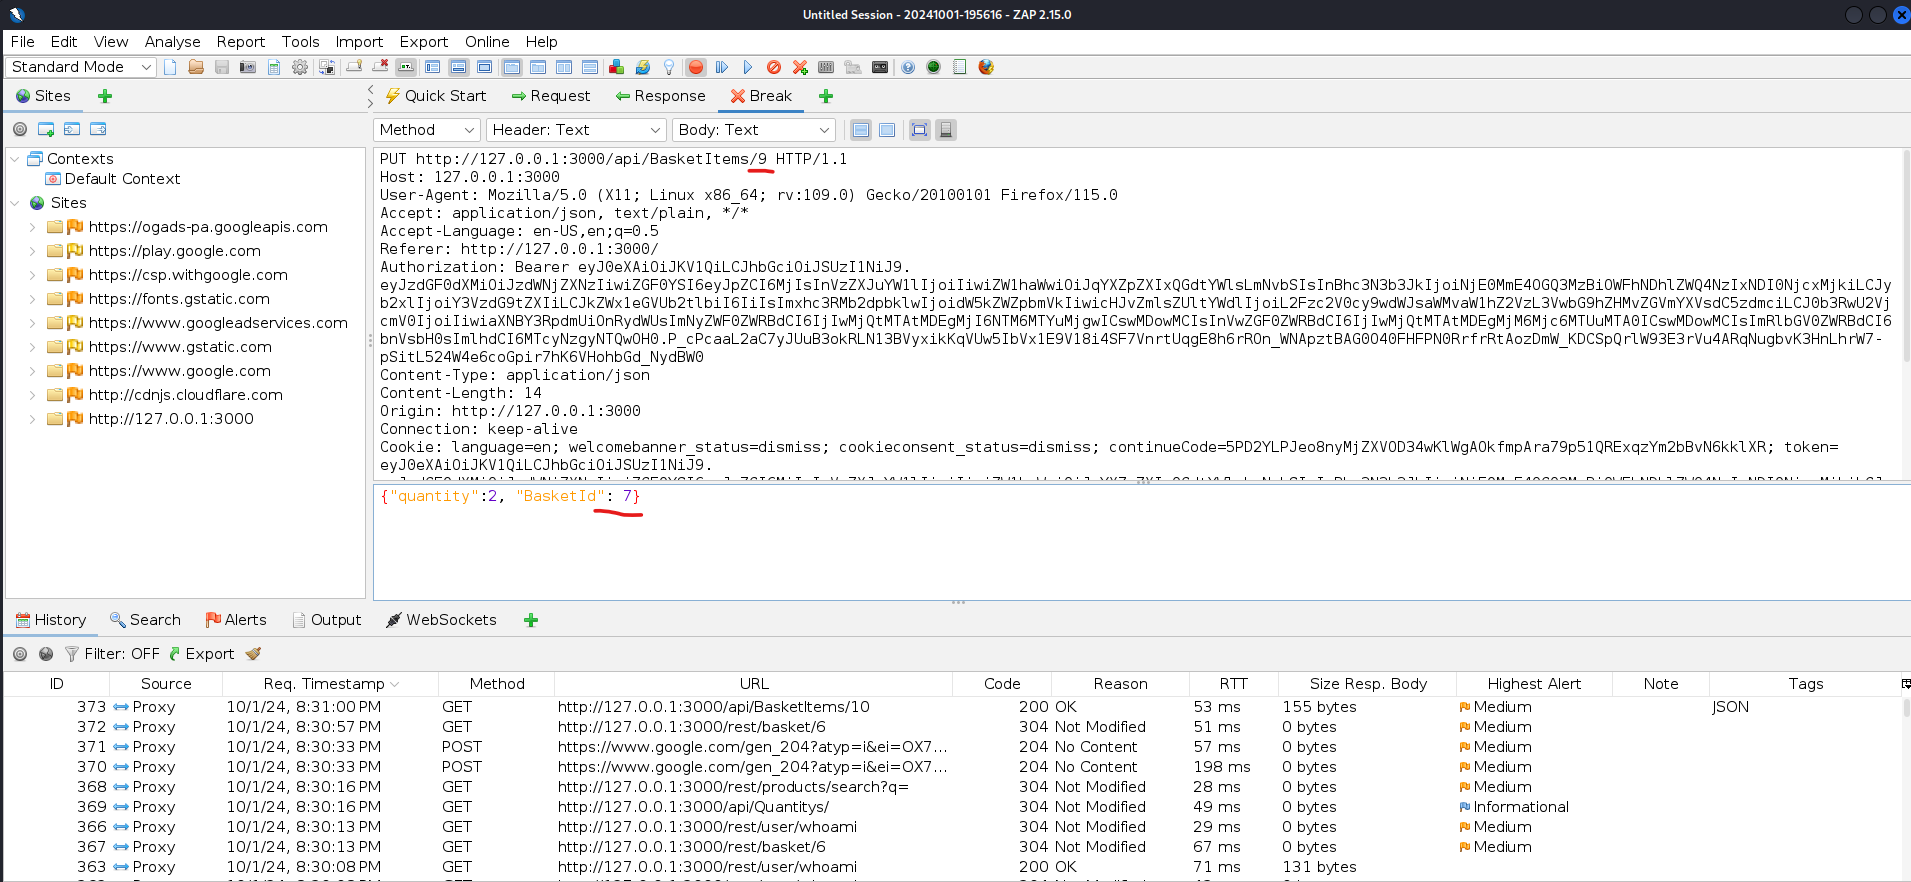 Untitled Session - 20241001-195616 - ZAP 2.15.0
File Edit View Analyse Report Tools Import Export Online Help
Standard Mode
Sites
Quick Start Request Response Break
Method Header: Text Body: Text
Contexts
Default Context
Sites
https://ogads-pa.googleapis.com
https://play.google.com
https://csp.withgoogle.com
https://fonts.gstatic.com
https://www.googleadservices.com
https://www.gstatic.com
https://www.google.com
http://cdnjs.cloudflare.com
http://127.0.0.1:3000
PUT http://127.0.0.1:3000/api/BasketItems/9 HTTP/1.1
Host: 127.0.0.1:3000
User-Agent: Mozilla/5.0 (X11; Linux x86_64; rv:109.0) Gecko/20100101 Firefox/115.0
Accept: application/json, text/plain, */*
Accept-Language: en-US,en;q=0.5
Referer: http://127.0.0.1:3000/
Authorization: Bearer eyJ0eXAiOiJKV1QiLCJhbGciOiJSUzI1NiJ9.
Content-Type: application/json
Content-Length: 14
Origin: http://127.0.0.1:3000
Connection: keep-alive
Cookie: language=en; welcomebanner_status=dismiss; cookieconsent_status=dismiss; continueCode=5PD2YLPJeo8nyMjZXVOD34wKlWgAOkfmpAra79p51QRExqzYm2bBvN6kklXR; token=
eyJ0eXAiOiJKV1QiLCJhbGciOiJSUzI1NiJ9.
{"quantity":2, "BasketId": 7}
History Search Alerts Output WebSockets
Filter: OFF Export
ID Source Req. Timestamp Method URL Code Reason RTT Size Resp. Body Highest Alert Note Tags
373 Proxy 10/1/24, 8:31:00 PM GET http://127.0.0.1:3000/api/BasketItems/10 200 OK 53 ms 155 bytes Medium JSON
372 Proxy 10/1/24, 8:30:57 PM GET http://127.0.0.1:3000/rest/basket/6 304 Not Modified 51 ms 0 bytes Medium
371 Proxy 10/1/24, 8:30:33 PM POST https://www.google.com/gen_204?atyp=i&ei=OX7... 204 No Content 57 ms 0 bytes Medium
370 Proxy 10/1/24, 8:30:33 PM POST https://www.google.com/gen_204?atyp=i&ei=OX7... 204 No Content 198 ms 0 bytes Medium
368 Proxy 10/1/24, 8:30:16 PM GET http://127.0.0.1:3000/rest/products/search?q= 304 Not Modified 28 ms 0 bytes Medium
369 Proxy 10/1/24, 8:30:16 PM GET http://127.0.0.1:3000/api/Quantitys/ 304 Not Modified 49 ms 0 bytes Informational
366 Proxy 10/1/24, 8:30:13 PM GET http://127.0.0.1:3000/rest/user/whoami 304 Not Modified 29 ms 0 bytes Medium
367 Proxy 10/1/24, 8:30:13 PM GET http://127.0.0.1:3000/rest/basket/6 304 Not Modified 67 ms 0 bytes Medium
363 Proxy 10/1/24, 8:30:08 PM GET http://127.0.0.1:3000/rest/user/whoami 200 OK 71 ms 131 bytes